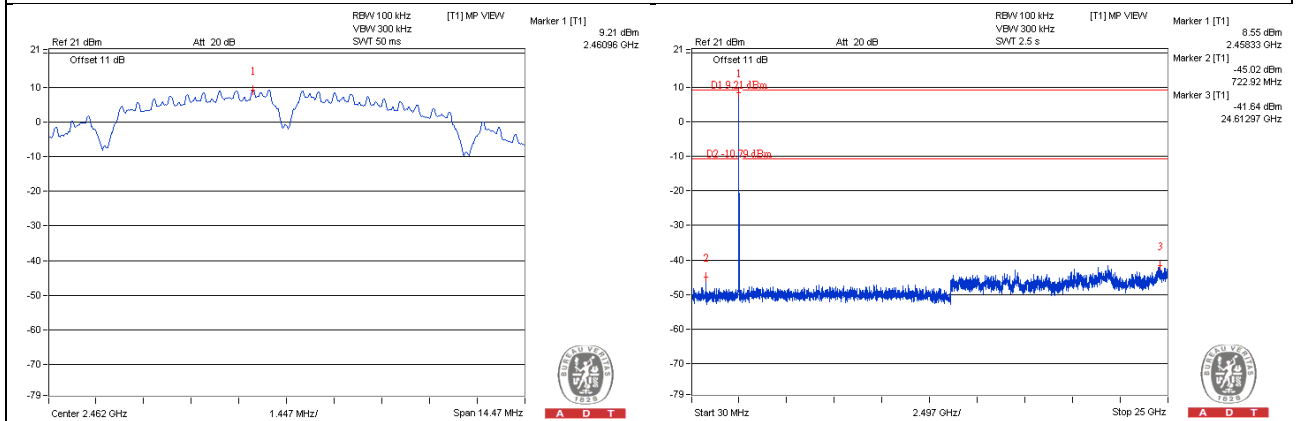 RBW 100 kHz [T1] MP VIEW
VBW 300 kHz
Ref 21 dBm Att 20 dB SWT 50 ms
Marker 1 [T1]
9.21 dBm
2.46096 GHz
21
Offset 11 dB
1
10
0
-10
-20
-30
-40
-50
-60
-70
-79
Center 2.462 GHz 1.447 MHz/ Span 14.47 MHz
BUREAU VERITAS
1828
A D T
RBW 100 kHz [T1] MP VIEW
VBW 300 kHz
Ref 21 dBm Att 20 dB SWT 2.5 s
Marker 1 [T1]
8.55 dBm
2.45833 GHz
Marker 2 [T1]
-45.02 dBm
722.92 MHz
Marker 3 [T1]
-41.64 dBm
24.61297 GHz
21
Offset 11 dB
1
D1 9.21 dBm
10
0
D2 -10.79 dBm
-10
-20
-30
3
2
-40
-50
-60
-70
-79
Start 30 MHz 2.497 GHz/ Stop 25 GHz
BUREAU VERITAS
1828
A D T